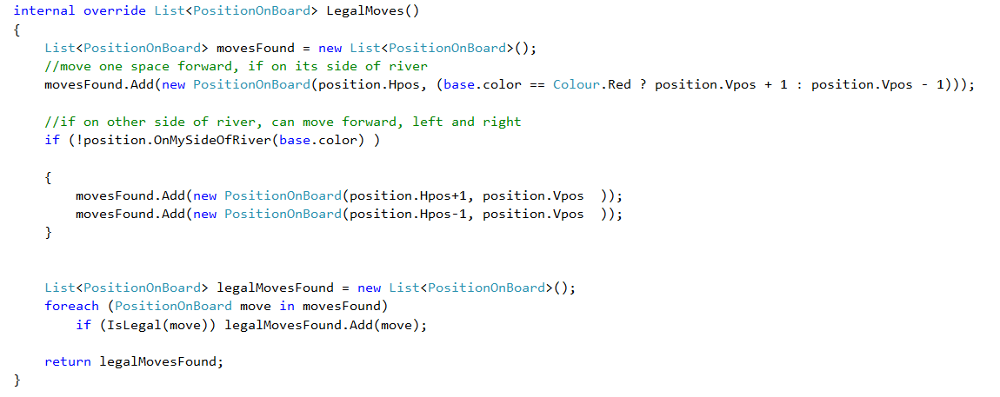 internal override List<PositionOnBoard> LegalMoves()
{
List<PositionOnBoard> movesFound = new List<PositionOnBoard>();
//move one space forward, if on its side of river
movesFound.Add(new PositionOnBoard(position.Hpos, (base.color == Colour.Red ? position.Vpos + 1 : position.Vpos - 1)));
//if on other side of river, can move forward, left and right
if (!position.OnMySideOfRiver(base.color) )
{
movesFound.Add(new PositionOnBoard(position.Hpos+1, position.Vpos  ));
movesFound.Add(new PositionOnBoard(position.Hpos-1, position.Vpos  ));
}
List<PositionOnBoard> legalMovesFound = new List<PositionOnBoard>();
foreach (PositionOnBoard move in movesFound)
if (IsLegal(move)) legalMovesFound.Add(move);
return legalMovesFound;
}